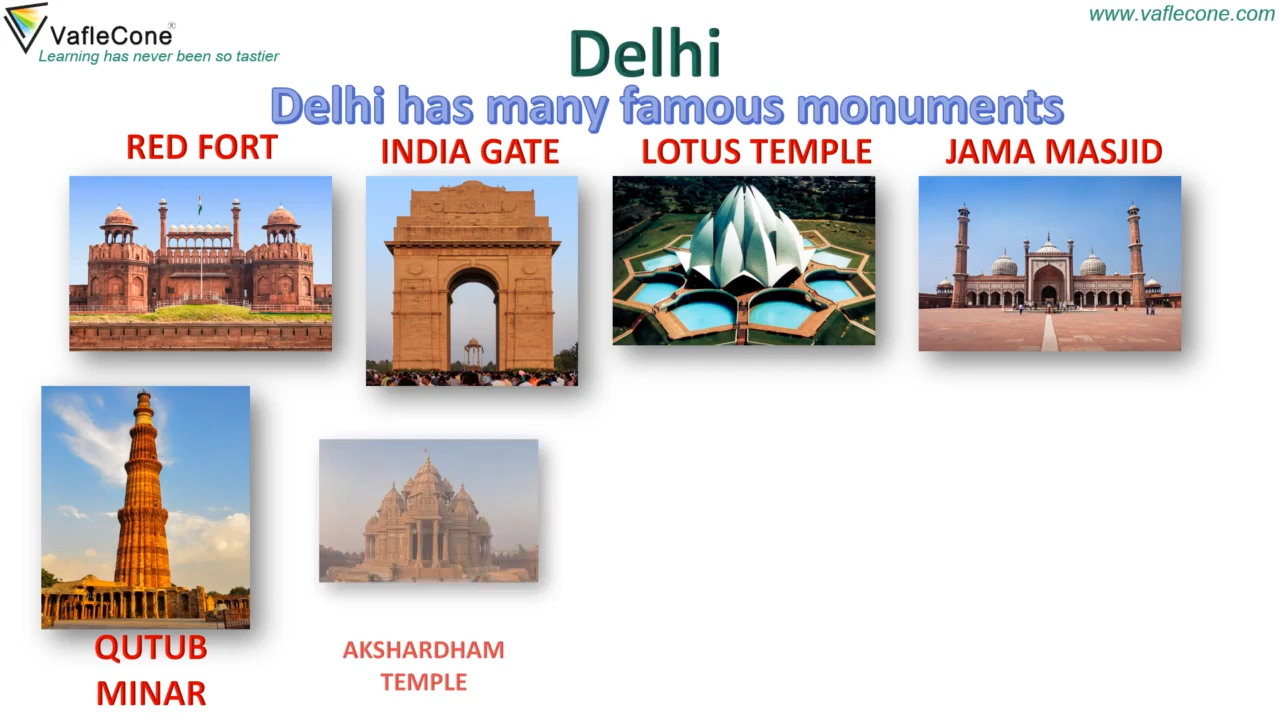 VafleCone®
Learning has never been so tastier
www.vaflecone.com
Delhi
Delhi has many famous monuments
RED FORT
INDIA GATE
LOTUS TEMPLE
JAMA MASJID
QUTUB
MINAR
AKSHARDHAM
TEMPLE